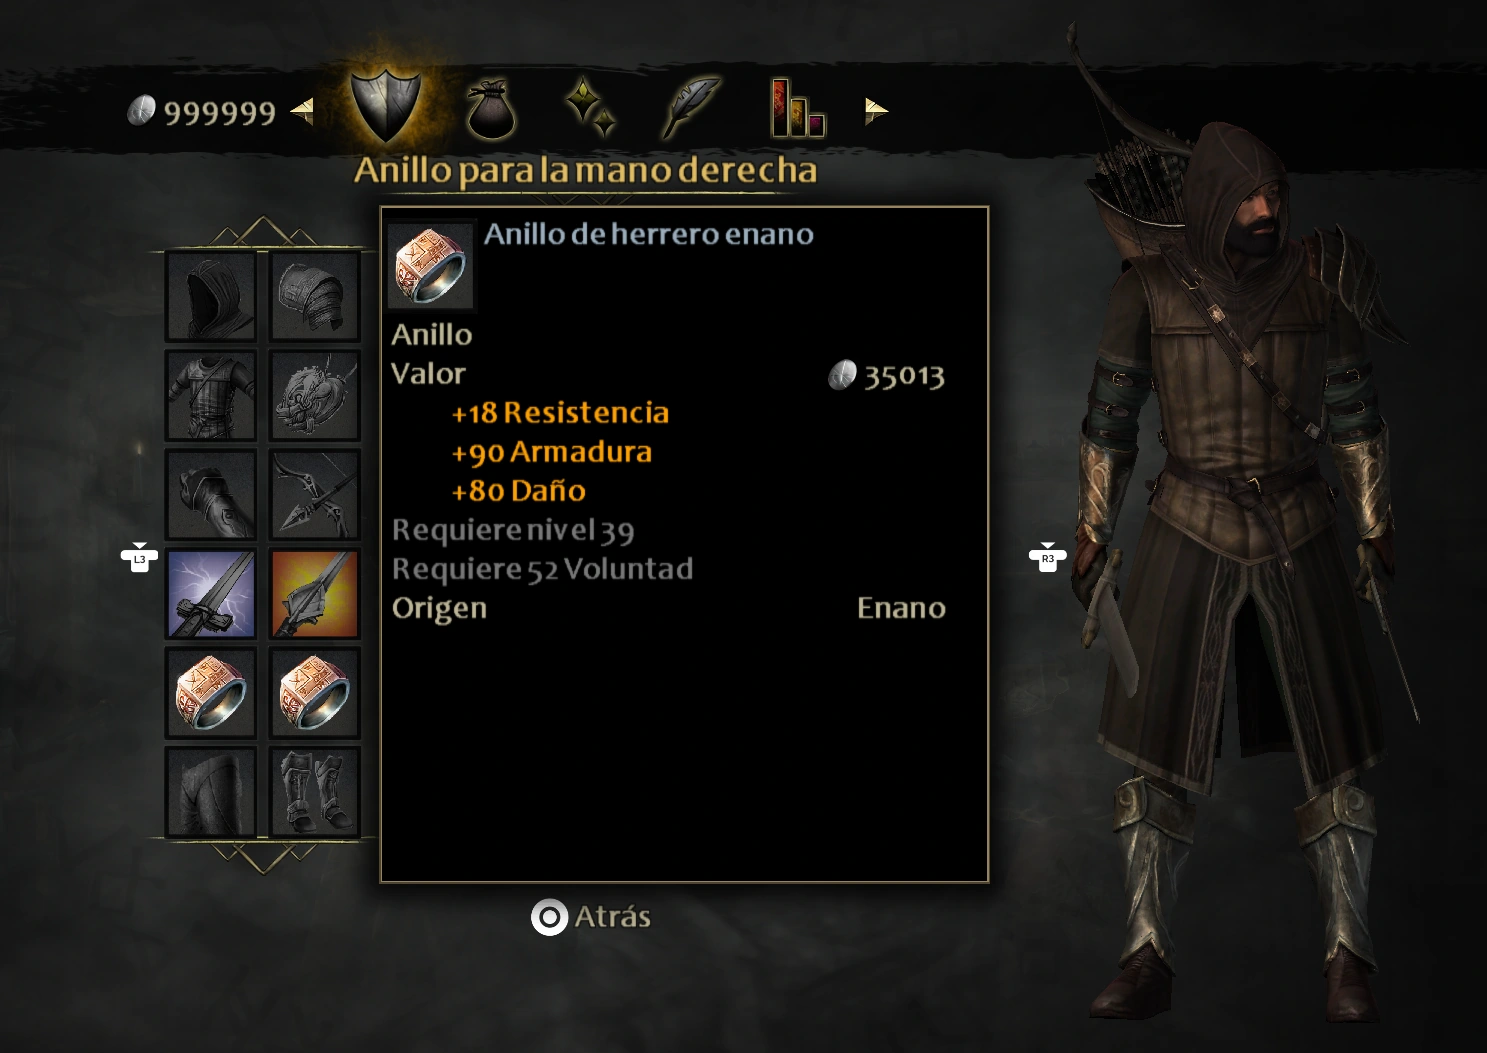 999999
Anillo para la mano derecha
Anillo de herrero enano
Anillo
Valor 35013
+18 Resistencia
+90 Armadura
+80 Daño
Requiere nivel 39
Requiere 52 Voluntad
Origen Enano
L3
R3
Atrás